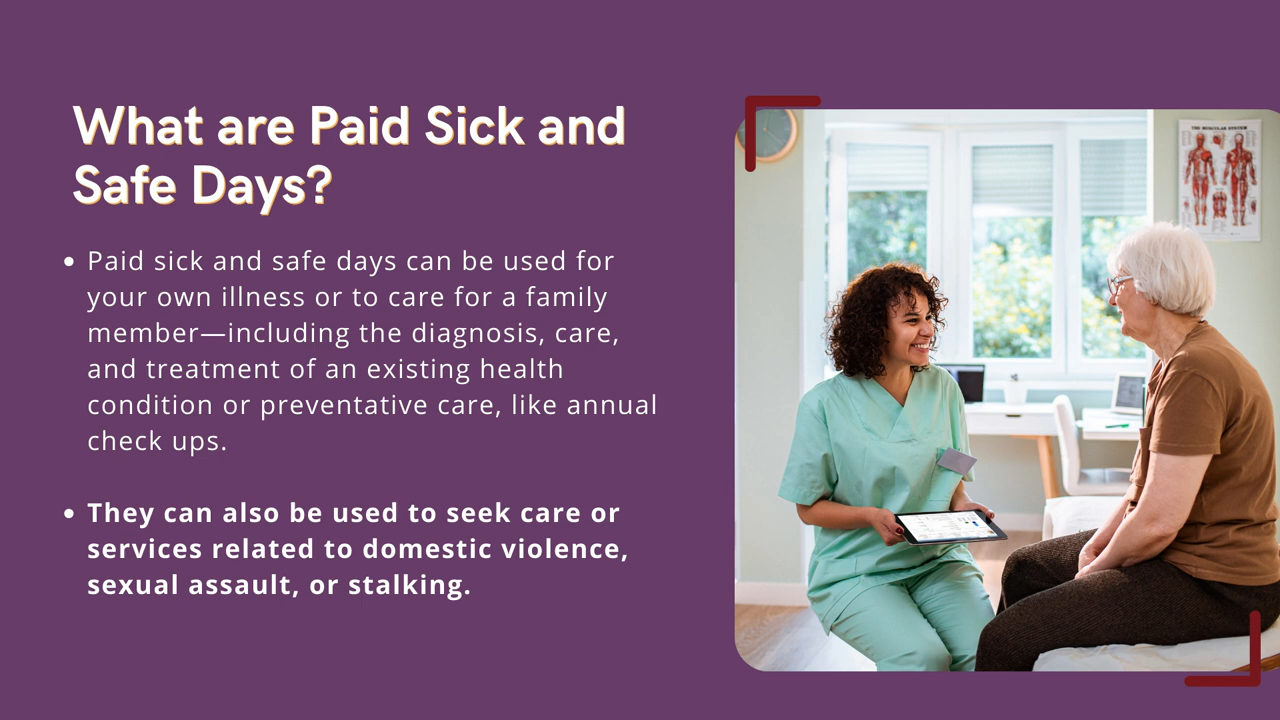 What are Paid Sick and
Safe Days?
• Paid sick and safe days can be used for
your own illness or to care for a family
member—including the diagnosis, care,
and treatment of an existing health
condition or preventative care, like annual
check ups.
• They can also be used to seek care or
services related to domestic violence,
sexual assault, or stalking.
THE MUSCULAR SYSTEM